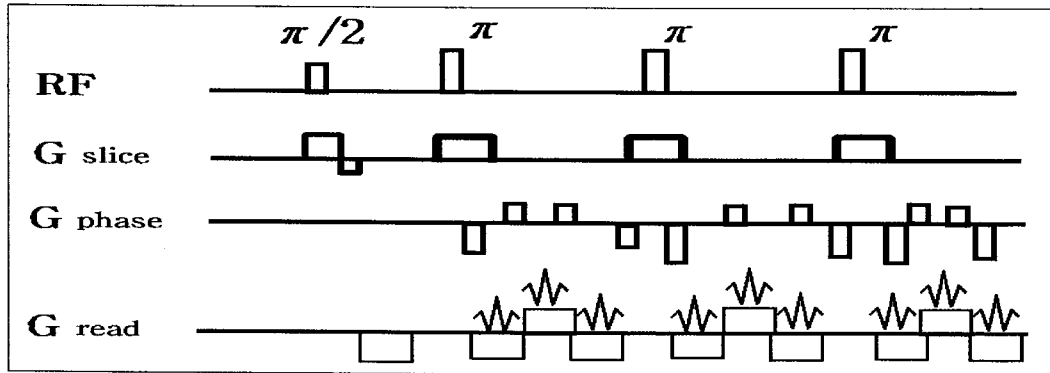 π/2 π π π
RF
G slice
G phase
G read